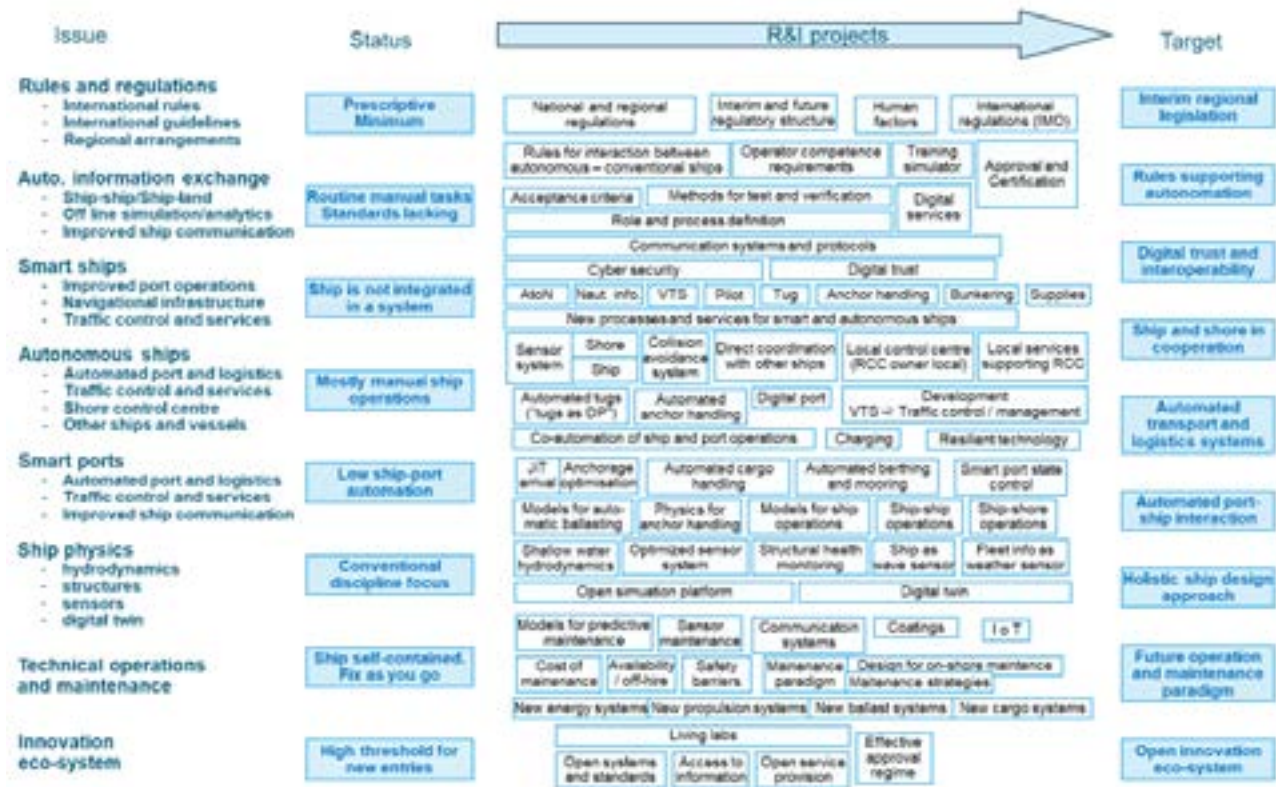 Issue
Status
R&I projects
Target
Rules and regulations
- International rules
- International guidelines
- Regional arrangements
Prescriptive
Minimum
National and regional
regulations
Interim and future
regulatory structure
Human
factors
International
regulations (IMO)
Interim regional
legislation
Rules for interaction between
autonomous – conventional ships
Operator competence
requirements
Training
simulator
Approval and
Certification
Auto. information exchange
- Ship-ship/Ship-land
- Off line simulation/analytics
- Improved ship communication
Routine manual tasks
Standards lacking
Acceptance criteria
Methods for test and verification
Digital
services
Role and process definition
Rules supporting
autonomation
Communication systems and protocols
Cyber security
Digital trust
Digital trust and
interoperability
Smart ships
- Improved port operations
- Navigational infrastructure
- Traffic control and services
Ship is not integrated
in a system
AtoN
Naut. info.
VTS
Pilot
Tug
Anchor handling
Bunkering
Supplies
New processes and services for smart and autonomous ships
Ship and shore in
cooperation
Autonomous ships
- Automated port and logistics
- Traffic control and services
- Shore control centre
- Other ships and vessels
Mostly manual ship
operations
Sensor
system
Shore
Ship
Collision
avoidance
system
Direct coordination
with other ships
Local control centre
(RCC owner local)
Local services
supporting RCC
Automated tugs
("tugs as DP")
Automated
anchor handling
Digital port
Development
VTS -> Traffic control / management
Co-automation of ship and port operations
Charging
Resilient technology
Automated
transport and
logistics systems
Smart ports
- Automated port and logistics
- Traffic control and services
- Improved ship communication
Low ship-port
automation
JIT
arrival
Anchorage
optimisation
Automated cargo
handling
Automated berthing
and mooring
Smart port state
control
Models for auto-
matic ballasting
Physics for
anchor handling
Models for ship
operations
Ship-ship
operations
Ship-shore
operations
Automated port-
ship interaction
Ship physics
- hydrodynamics
- structures
- sensors
- digital twin
Conventional
discipline focus
Shallow water
hydrodynamics
Optimized sensor
system
Structural health
monitoring
Ship as
wave sensor
Fleet info as
weather sensor
Open simuation platform
Digital twin
Holistic ship design
approach
Models for predictive
maintenance
Sensor
maintenance
Communicatoin
systems
Coatings
I o T
Technical operations
and maintenance
Ship self-contained.
Fix as you go
Cost of
mainenance
Availability
/ off-hire
Safety
barriers
Mainenance
paradigm
Design for on-shore maintence
Maitenance strategies
New energy systems
New propulsion systems
New ballast systems
New cargo systems
Future operation
and maintenance
paradigm
Innovation
eco-system
High threshold for
new entries
Living labs
Open systems
and standards
Access to
information
Open service
provision
Effective
approval
regime
Open innovation
eco-system